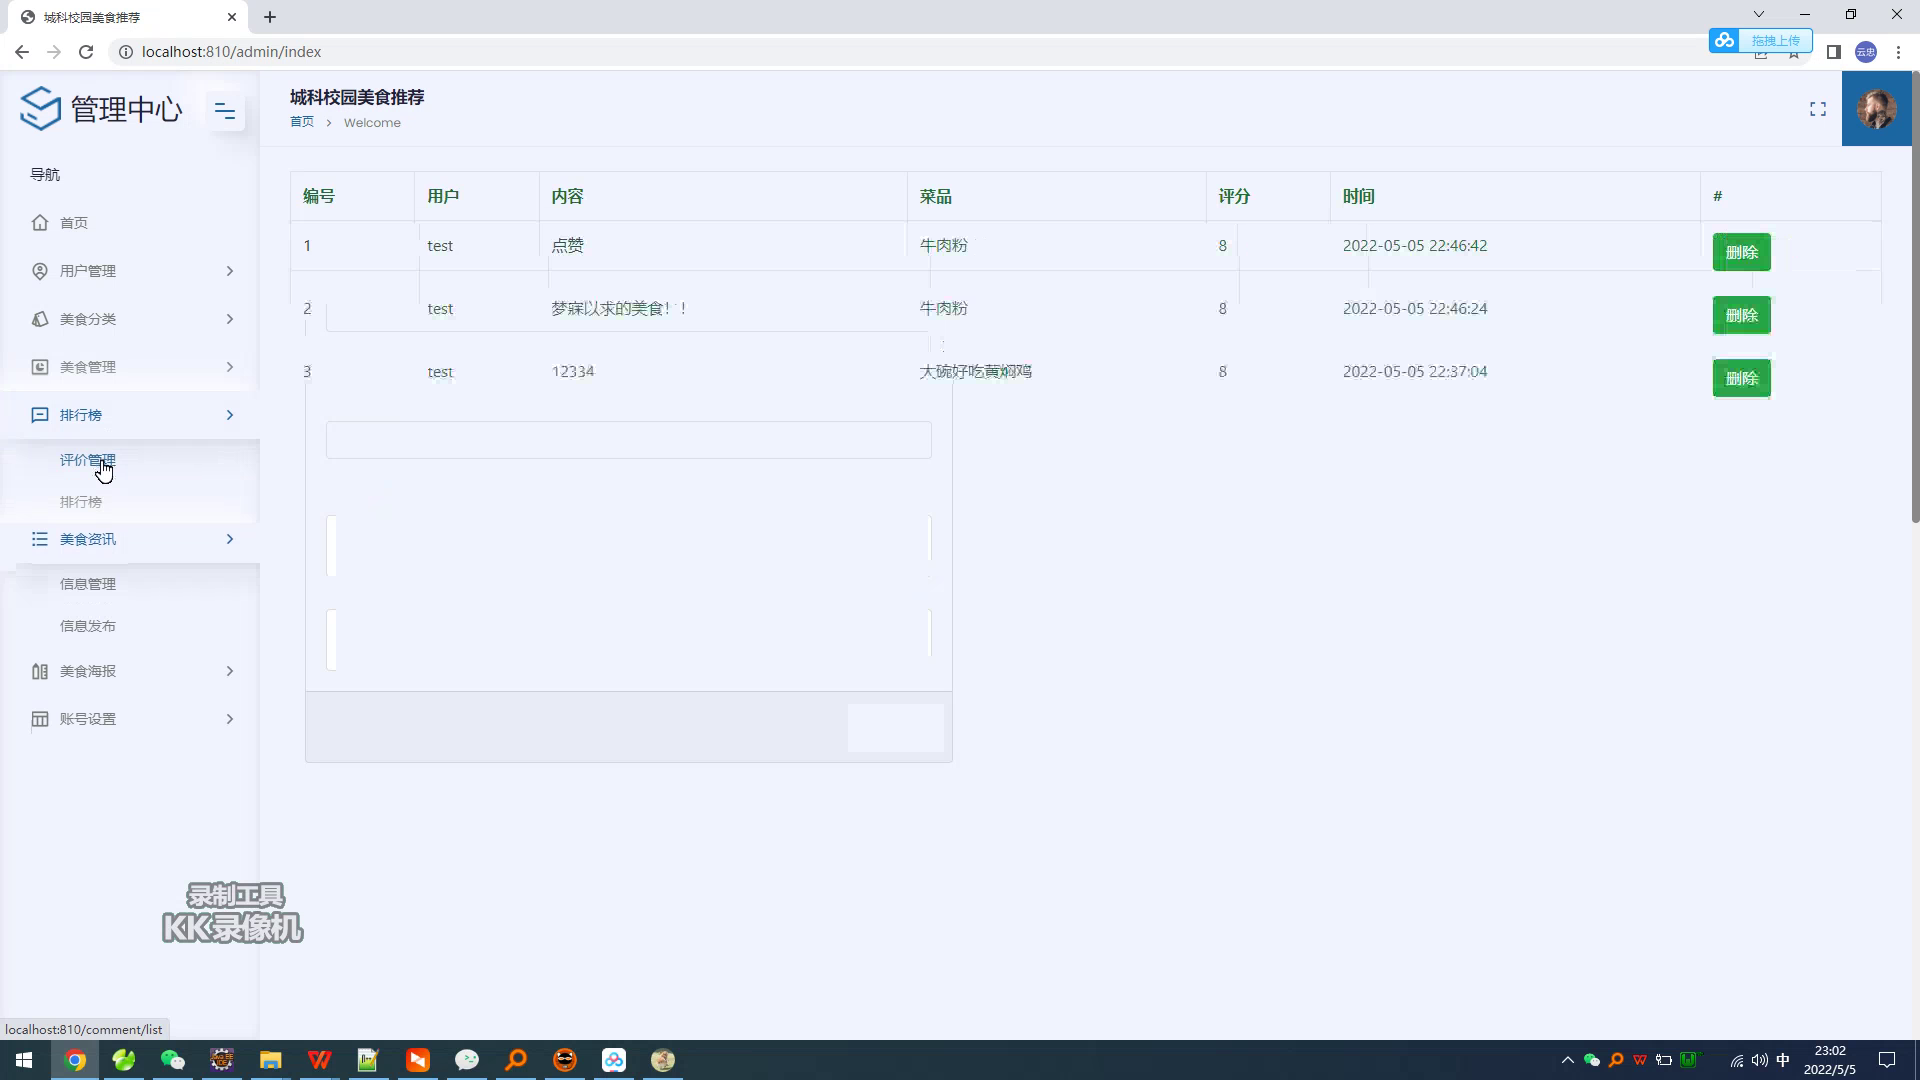 城科校园美食推荐
localhost:810/admin/index
拖拽上传
云忠
管理中心
城科校园美食推荐
首页 > Welcome
导航
首页
用户管理
美食分类
美食管理
排行榜
评价管理
排行榜
美食资讯
信息管理
信息发布
美食海报
账号设置
编号 用户 内容 菜品 评分 时间 #
1 test 点赞 牛肉粉 8 2022-05-05 22:46:42 删除
2 test 梦寐以求的美食！！ 牛肉粉 8 2022-05-05 22:46:24 删除
3 test 12334 大碗好吃黄焖鸡 8 2022-05-05 22:37:04 删除
录制工具
KK录像机
localhost:810/comment/list
中
23:02
2022/5/5